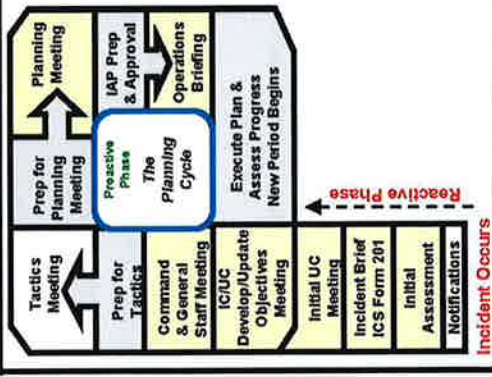 Tactics
Meeting
Prep for
Planning
Meeting
Planning
Meeting
IAP Prep
& Approval
Operations
Briefing
Prep for
Tactics
Proactive
Phase
The
Planning
Cycle
Command
& General
Staff Meeting
IC/UC
Develop/Update
Objectives
Meeting
Execute Plan &
Assess Progress
New Period Begins
Initial UC
Meeting
Incident Brief
ICS Form 201
Initial
Assessment
Notifications
Reactive Phase
Incident Occurs